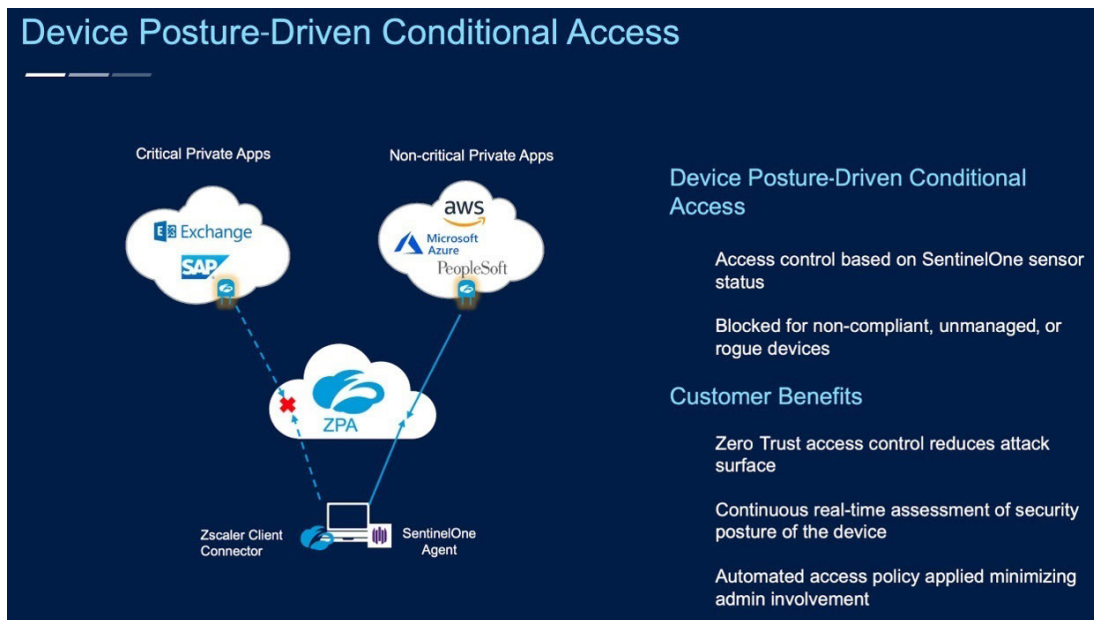 Device Posture-Driven Conditional Access
Critical Private Apps
Non-critical Private Apps
E Exchange
SAP
aws
Microsoft
Azure
PeopleSoft
ZPA
Zscaler Client
Connector
SentinelOne
Agent
Device Posture-Driven Conditional
Access
Access control based on SentinelOne sensor
status
Blocked for non-compliant, unmanaged, or
rogue devices
Customer Benefits
Zero Trust access control reduces attack
surface
Continuous real-time assessment of security
posture of the device
Automated access policy applied minimizing
admin involvement